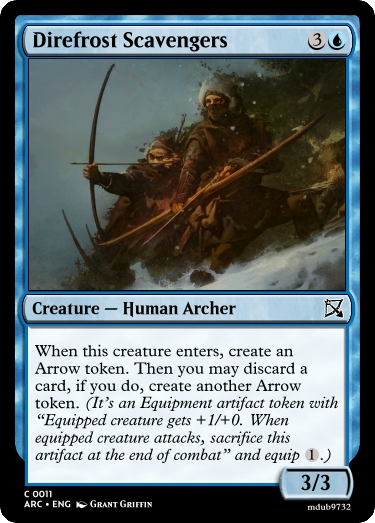 Direfrost Scavengers 3
Creature — Human Archer
When this creature enters, create an
Arrow token. Then you may discard a
card, if you do, create another Arrow
token. (It's an Equipment artifact token with
“Equipped creature gets +1/+0. When
equipped creature attacks, sacrifice this
artifact at the end of combat” and equip 1.)
3/3
C 0011
ARC • ENG Grant Griffin
mdub9732